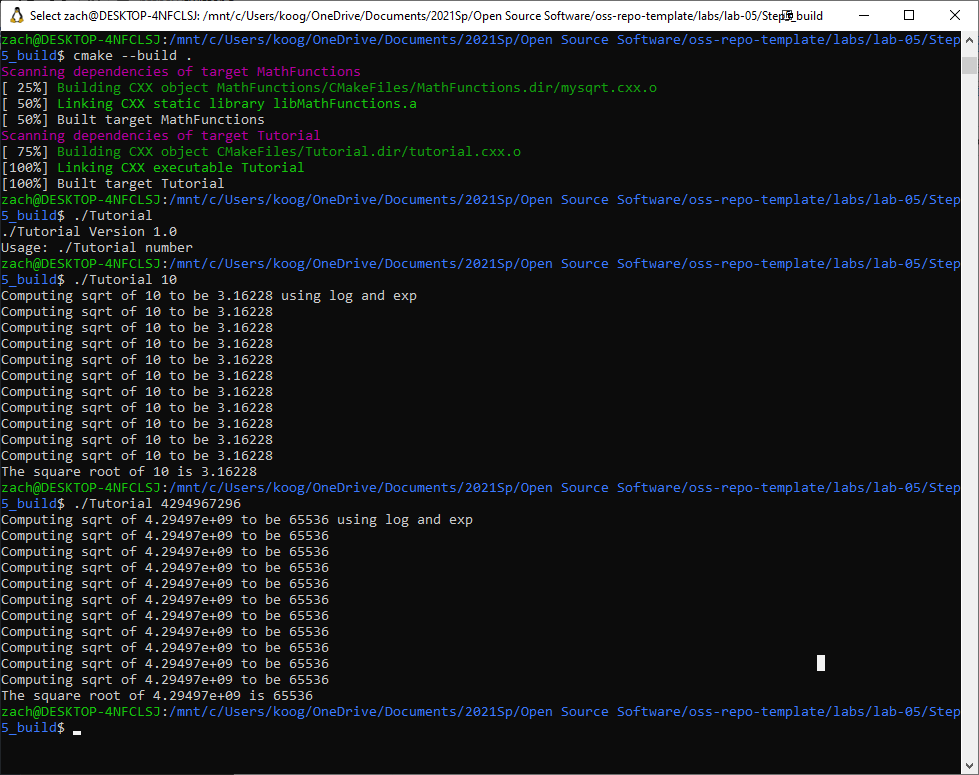 Select zach@DESKTOP-4NFCLSJ: /mnt/c/Users/koog/OneDrive/Documents/2021Sp/Open Source Software/oss-repo-template/labs/lab-05/Step5_build
zach@DESKTOP-4NFCLSJ:/mnt/c/Users/koog/OneDrive/Documents/2021Sp/Open Source Software/oss-repo-template/labs/lab-05/Step
5_build$ cmake --build .
Scanning dependencies of target MathFunctions
[ 25%] Building CXX object MathFunctions/CMakeFiles/MathFunctions.dir/mysqrt.cxx.o
[ 50%] Linking CXX static library libMathFunctions.a
[ 50%] Built target MathFunctions
Scanning dependencies of target Tutorial
[ 75%] Building CXX object CMakeFiles/Tutorial.dir/tutorial.cxx.o
[100%] Linking CXX executable Tutorial
[100%] Built target Tutorial
zach@DESKTOP-4NFCLSJ:/mnt/c/Users/koog/OneDrive/Documents/2021Sp/Open Source Software/oss-repo-template/labs/lab-05/Step
5_build$ ./Tutorial
./Tutorial Version 1.0
Usage: ./Tutorial number
zach@DESKTOP-4NFCLSJ:/mnt/c/Users/koog/OneDrive/Documents/2021Sp/Open Source Software/oss-repo-template/labs/lab-05/Step
5_build$ ./Tutorial 10
Computing sqrt of 10 to be 3.16228 using log and exp
Computing sqrt of 10 to be 3.16228
Computing sqrt of 10 to be 3.16228
Computing sqrt of 10 to be 3.16228
Computing sqrt of 10 to be 3.16228
Computing sqrt of 10 to be 3.16228
Computing sqrt of 10 to be 3.16228
Computing sqrt of 10 to be 3.16228
Computing sqrt of 10 to be 3.16228
Computing sqrt of 10 to be 3.16228
Computing sqrt of 10 to be 3.16228
The square root of 10 is 3.16228
zach@DESKTOP-4NFCLSJ:/mnt/c/Users/koog/OneDrive/Documents/2021Sp/Open Source Software/oss-repo-template/labs/lab-05/Step
5_build$ ./Tutorial 4294967296
Computing sqrt of 4.29497e+09 to be 65536 using log and exp
Computing sqrt of 4.29497e+09 to be 65536
Computing sqrt of 4.29497e+09 to be 65536
Computing sqrt of 4.29497e+09 to be 65536
Computing sqrt of 4.29497e+09 to be 65536
Computing sqrt of 4.29497e+09 to be 65536
Computing sqrt of 4.29497e+09 to be 65536
Computing sqrt of 4.29497e+09 to be 65536
Computing sqrt of 4.29497e+09 to be 65536
Computing sqrt of 4.29497e+09 to be 65536
Computing sqrt of 4.29497e+09 to be 65536
The square root of 4.29497e+09 is 65536
zach@DESKTOP-4NFCLSJ:/mnt/c/Users/koog/OneDrive/Documents/2021Sp/Open Source Software/oss-repo-template/labs/lab-05/Step
5_build$